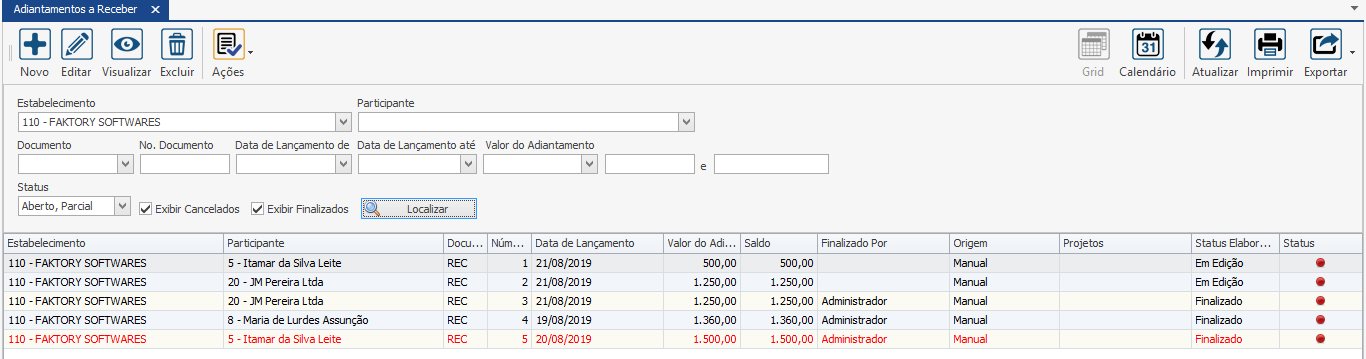 Adiantamentos a Receber
Novo Editar Visualizar Excluir Ações Grid 31 Calendário Atualizar Imprimir Exportar
Estabelecimento Participante
110 - FAKTORY SOFTWARES
Documento No. Documento Data de Lançamento de Data de Lançamento até Valor do Adiantamento
e
Status
Aberto, Parcial Exibir Cancelados Exibir Finalizados Localizar
Estabelecimento Participante Docu... Núm... Data de Lançamento Valor do Adi... Saldo Finalizado Por Origem Projetos Status Elabor... Status
110 - FAKTORY SOFTWARES 5 - Itamar da Silva Leite REC 1 21/08/2019 500,00 500,00 Manual Em Edição
110 - FAKTORY SOFTWARES 20 - JM Pereira Ltda REC 2 21/08/2019 1.250,00 1.250,00 Manual Em Edição
110 - FAKTORY SOFTWARES 20 - JM Pereira Ltda REC 3 21/08/2019 1.250,00 1.250,00 Administrador Manual Finalizado
110 - FAKTORY SOFTWARES 8 - Maria de Lurdes Assunção REC 4 19/08/2019 1.360,00 1.360,00 Administrador Manual Finalizado
110 - FAKTORY SOFTWARES 5 - Itamar da Silva Leite REC 5 20/08/2019 1.500,00 1.500,00 Administrador Manual Finalizado